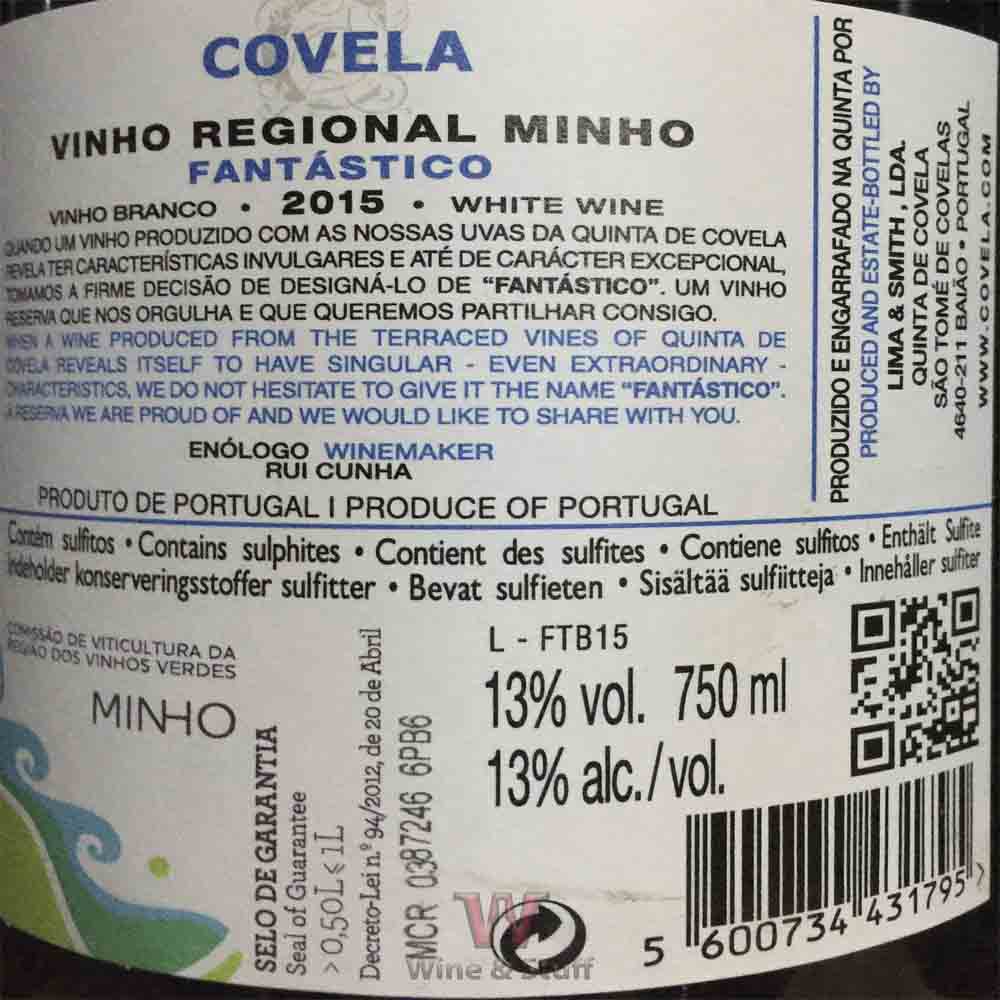 COVELA
VINHO REGIONAL MINHO
FANTÁSTICO
VINHO BRANCO • 2015 • WHITE WINE
QUANDO UM VINHO PRODUZIDO COM AS NOSSAS UVAS DA QUINTA DE COVELA
REVELA TER CARACTERÍSTICAS INVULGARES E ATÉ DE CARÁCTER EXCEPCIONAL,
TOMAMOS A FIRME DECISÃO DE DESIGNÁ-LO DE “FANTÁSTICO”. UM VINHO
RESERVA QUE NOS ORGULHA E QUE QUEREMOS PARTILHAR CONSIGO.
WHEN A WINE PRODUCED FROM THE TERRACED VINES OF QUINTA DE
COVELA REVEALS ITSELF TO HAVE SINGULAR - EVEN EXTRAORDINARY -
CHARACTERISTICS, WE DO NOT HESITATE TO GIVE IT THE NAME “FANTÁSTICO”.
A RESERVA WE ARE PROUD OF AND WE WOULD LIKE TO SHARE WITH YOU.
ENÓLOGO WINEMAKER
RUI CUNHA
PRODUTO DE PORTUGAL I PRODUCE OF PORTUGAL
PRODUZIDO E ENGARRAFADO NA QUINTA POR
PRODUCED AND ESTATE-BOTTLED BY
LIMA & SMITH, LDA.
QUINTA DE COVELA
SÃO TOMÉ DE COVELAS
4640-211 BAIÃO • PORTUGAL
WWW.COVELA.COM
Contém sulfitos • Contains sulphites • Contient des sulfites • Contiene sulfitos • Enthält Sulfite
Indeholder konserveringsstoffer sulfitter • Bevat sulfieten • Sisältää sulfiitteja • Innehåller sulfiter
COMISSÃO DE VITICULTURA DA
REGIÃO DOS VINHOS VERDES
MINHO
SELO DE GARANTIA
Seal of Guarantee
> 0,50L ≤ 1L
Decreto-Lei n.º 94/2012, de 20 de Abril
MCR 0387246 6PB6
L - FTB15
13% vol. 750 ml
13% alc./vol.
5 600734 431795 >
W
Wine & Stuff